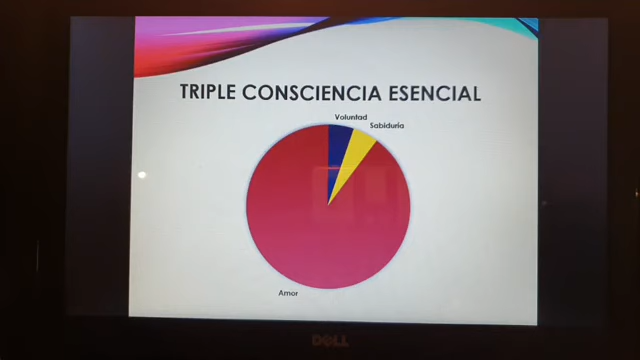 TRIPLE CONSCIENCIA ESENCIAL
Voluntad
Sabiduría
Amor
DELL